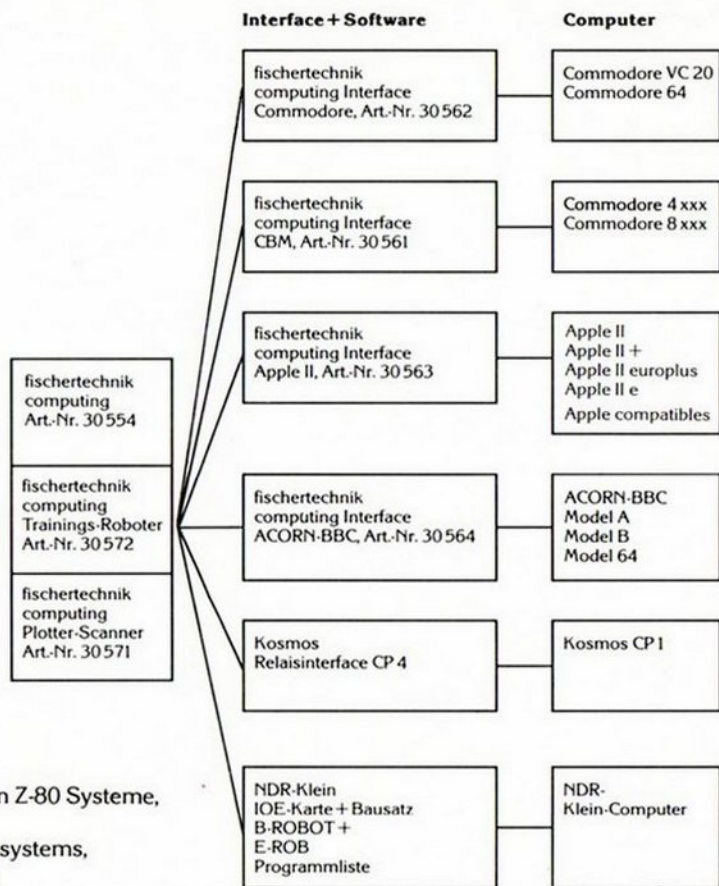 Interface + Software
Computer
fischertechnik
computing Interface
Commodore, Art.-Nr. 30 562
Commodore VC 20
Commodore 64
fischertechnik
computing Interface
CBM, Art.-Nr. 30 561
Commodore 4 xxx
Commodore 8 xxx
fischertechnik
computing Interface
Apple II, Art.-Nr. 30 563
Apple II
Apple II +
Apple II europlus
Apple II e
Apple compatibles
fischertechnik
computing
Art.-Nr. 30 554
fischertechnik
computing
Trainings-Roboter
Art.-Nr. 30 572
fischertechnik
computing
Plotter-Scanner
Art.-Nr. 30 571
fischertechnik
computing Interface
ACORN-BBC, Art.-Nr. 30 564
ACORN-BBC
Model A
Model B
Model 64
Kosmos
Relaisinterface CP 4
Kosmos CP 1
NDR-Klein
IOE-Karte + Bausatz
B-ROBOT +
E-ROB
Programmliste
NDR-
Klein-Computer
n Z-80 Systeme,
systems,